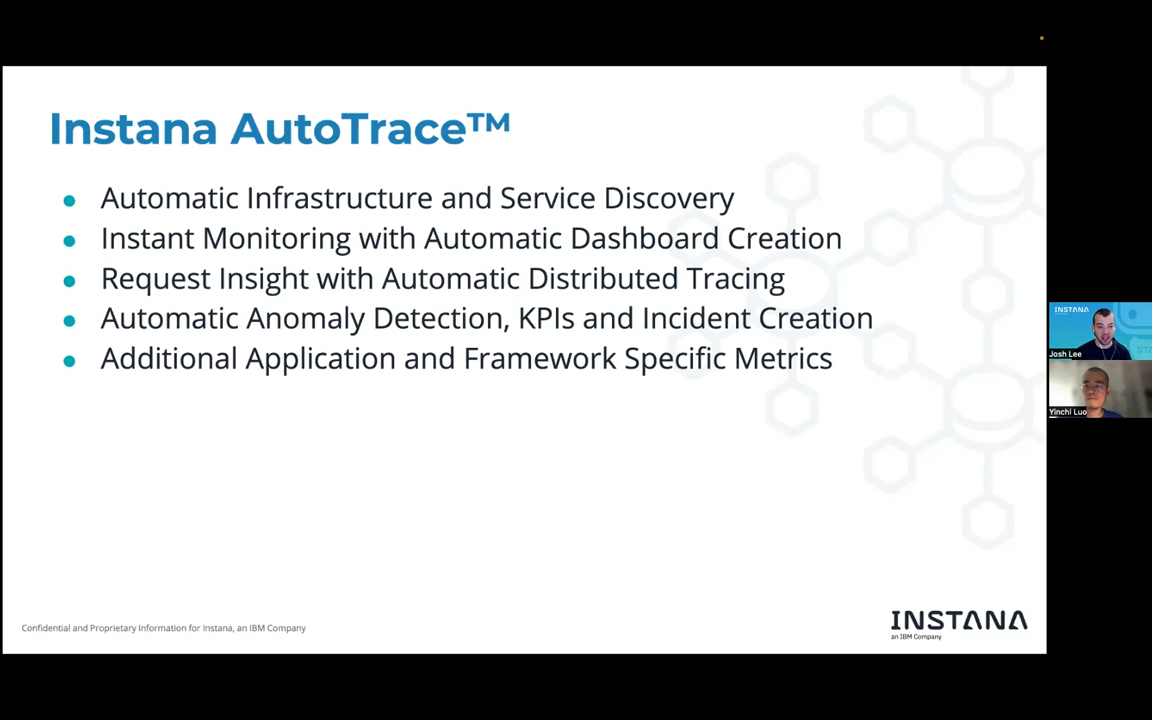 Instana AutoTrace™
• Automatic Infrastructure and Service Discovery
• Instant Monitoring with Automatic Dashboard Creation
• Request Insight with Automatic Distributed Tracing
• Automatic Anomaly Detection, KPIs and Incident Creation
• Additional Application and Framework Specific Metrics
INSTANA
Josh Lee
Yinchi Luo
Confidential and Proprietary Information for Instana, an IBM Company
INSTANA
an IBM Company